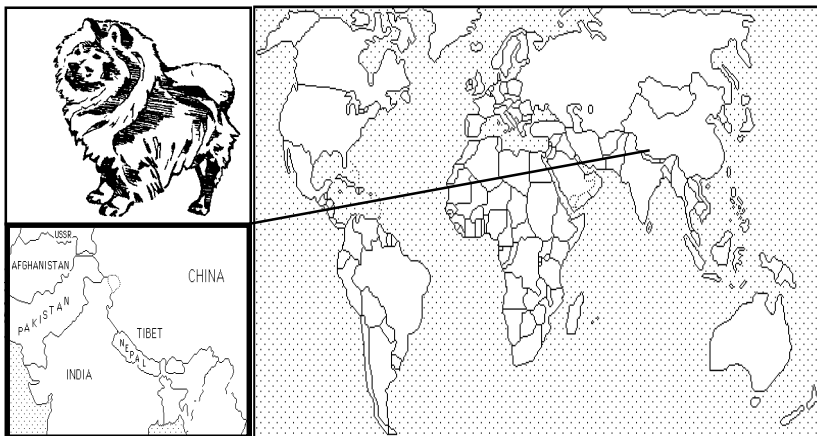 USSR
AFGHANISTAN
CHINA
PAKISTAN
TIBET
NEPAL
INDIA